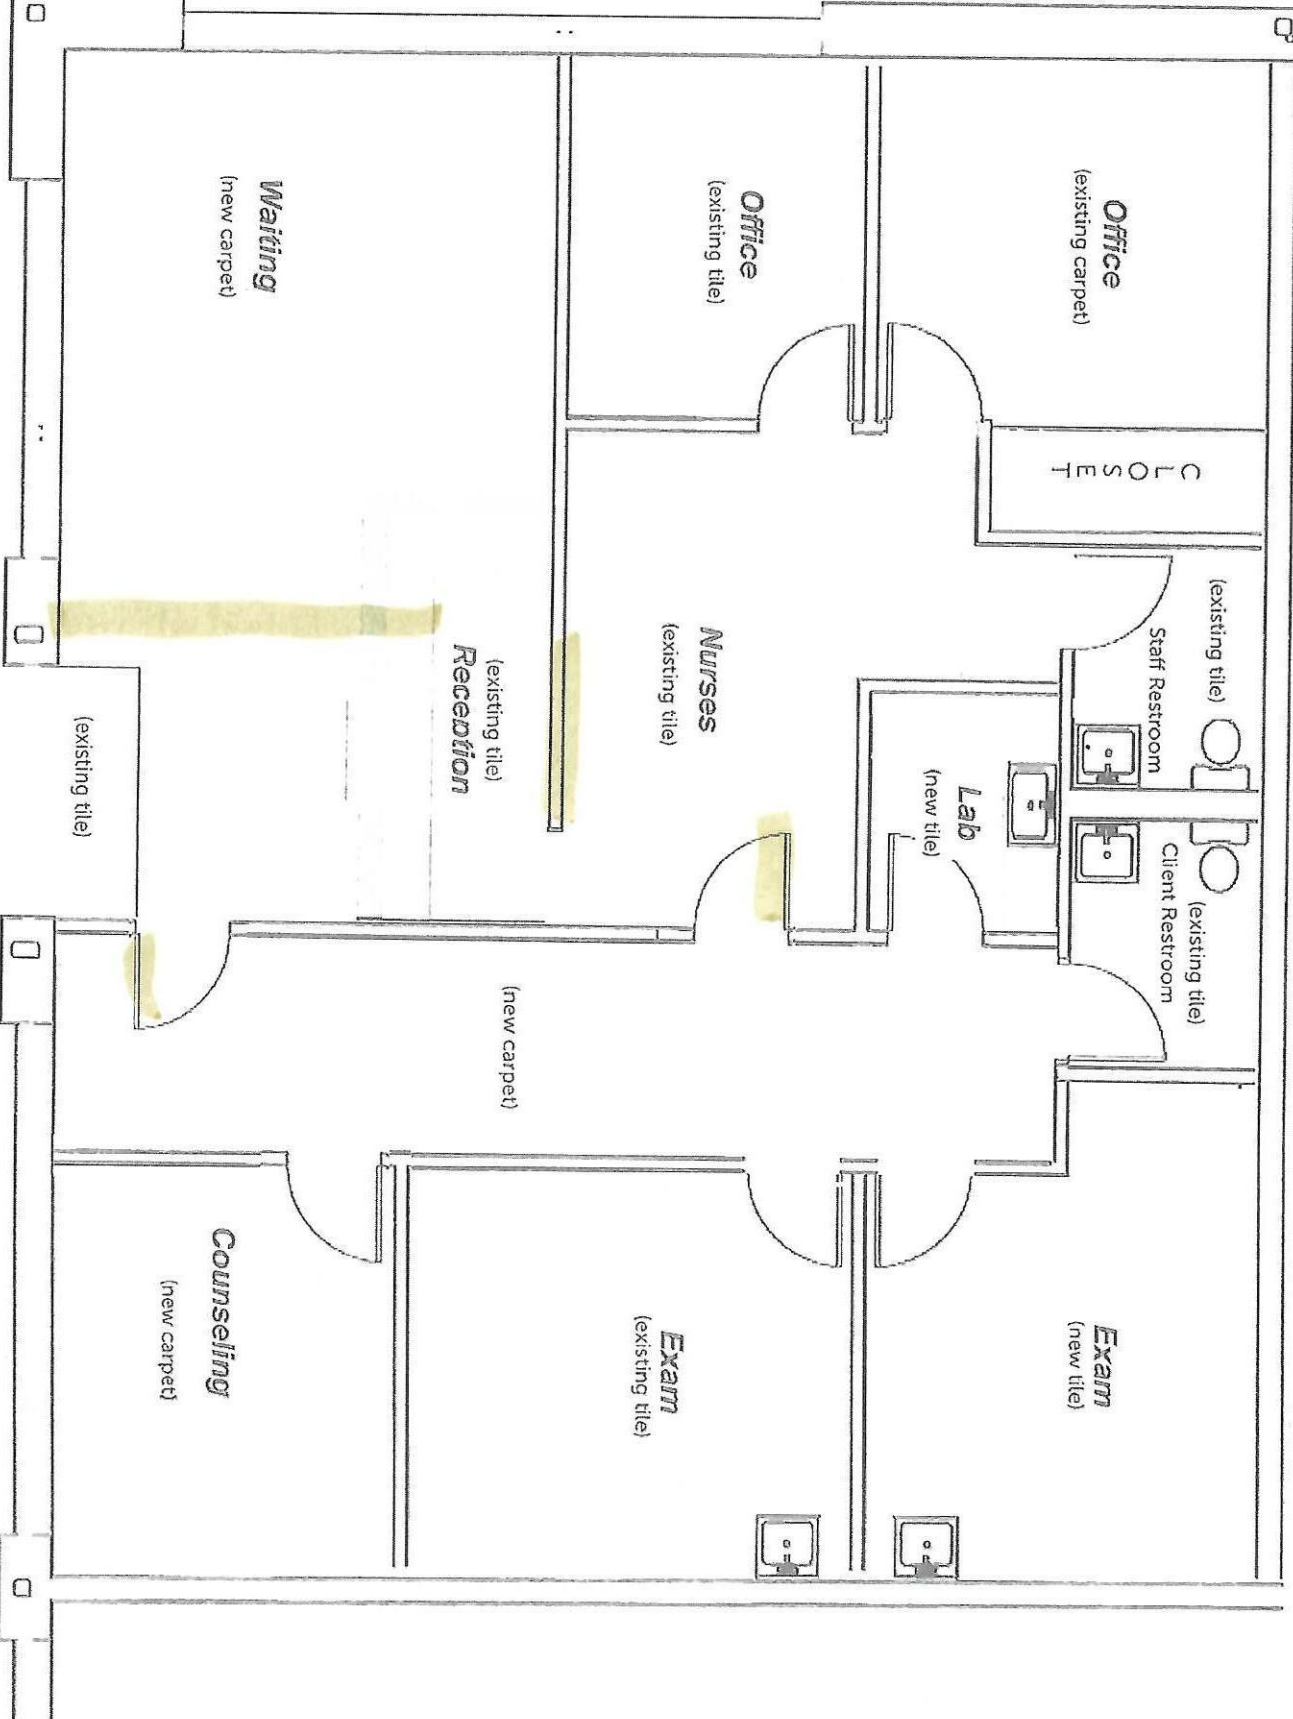 Office
(existing carpet)
CLOSET
(existing tile)
Staff Restroom
(existing tile)
Client Restroom
Exam
(new tile)
Lab
(new tile)
Office
(existing tile)
Nurses
(existing tile)
Exam
(existing tile)
(new carpet)
(existing tile)
Reception
Waiting
(new carpet)
Counseling
(new carpet)
(existing tile)